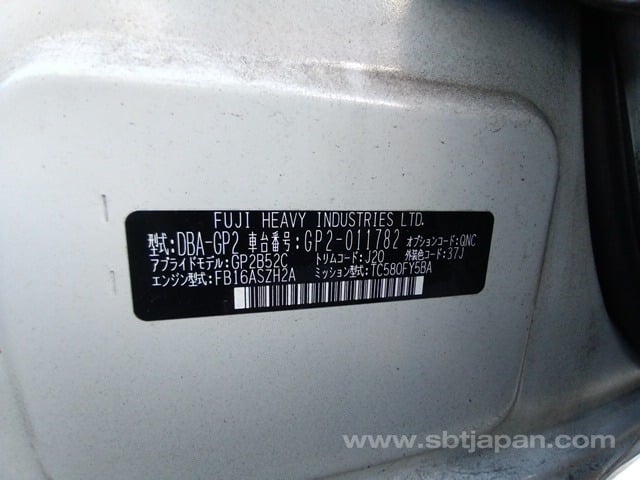 FUJI HEAVY INDUSTRIES LTD.
型式:DBA-GP2 車台番号:GP2-011782 オプションコード:QNC
アプライドモデル:GP2B52C トリムコード:J20 外装色コード:37J
エンジン型式:FB16ASZH2A ミッション型式:TC580FY5BA
www.sbtjapan.com